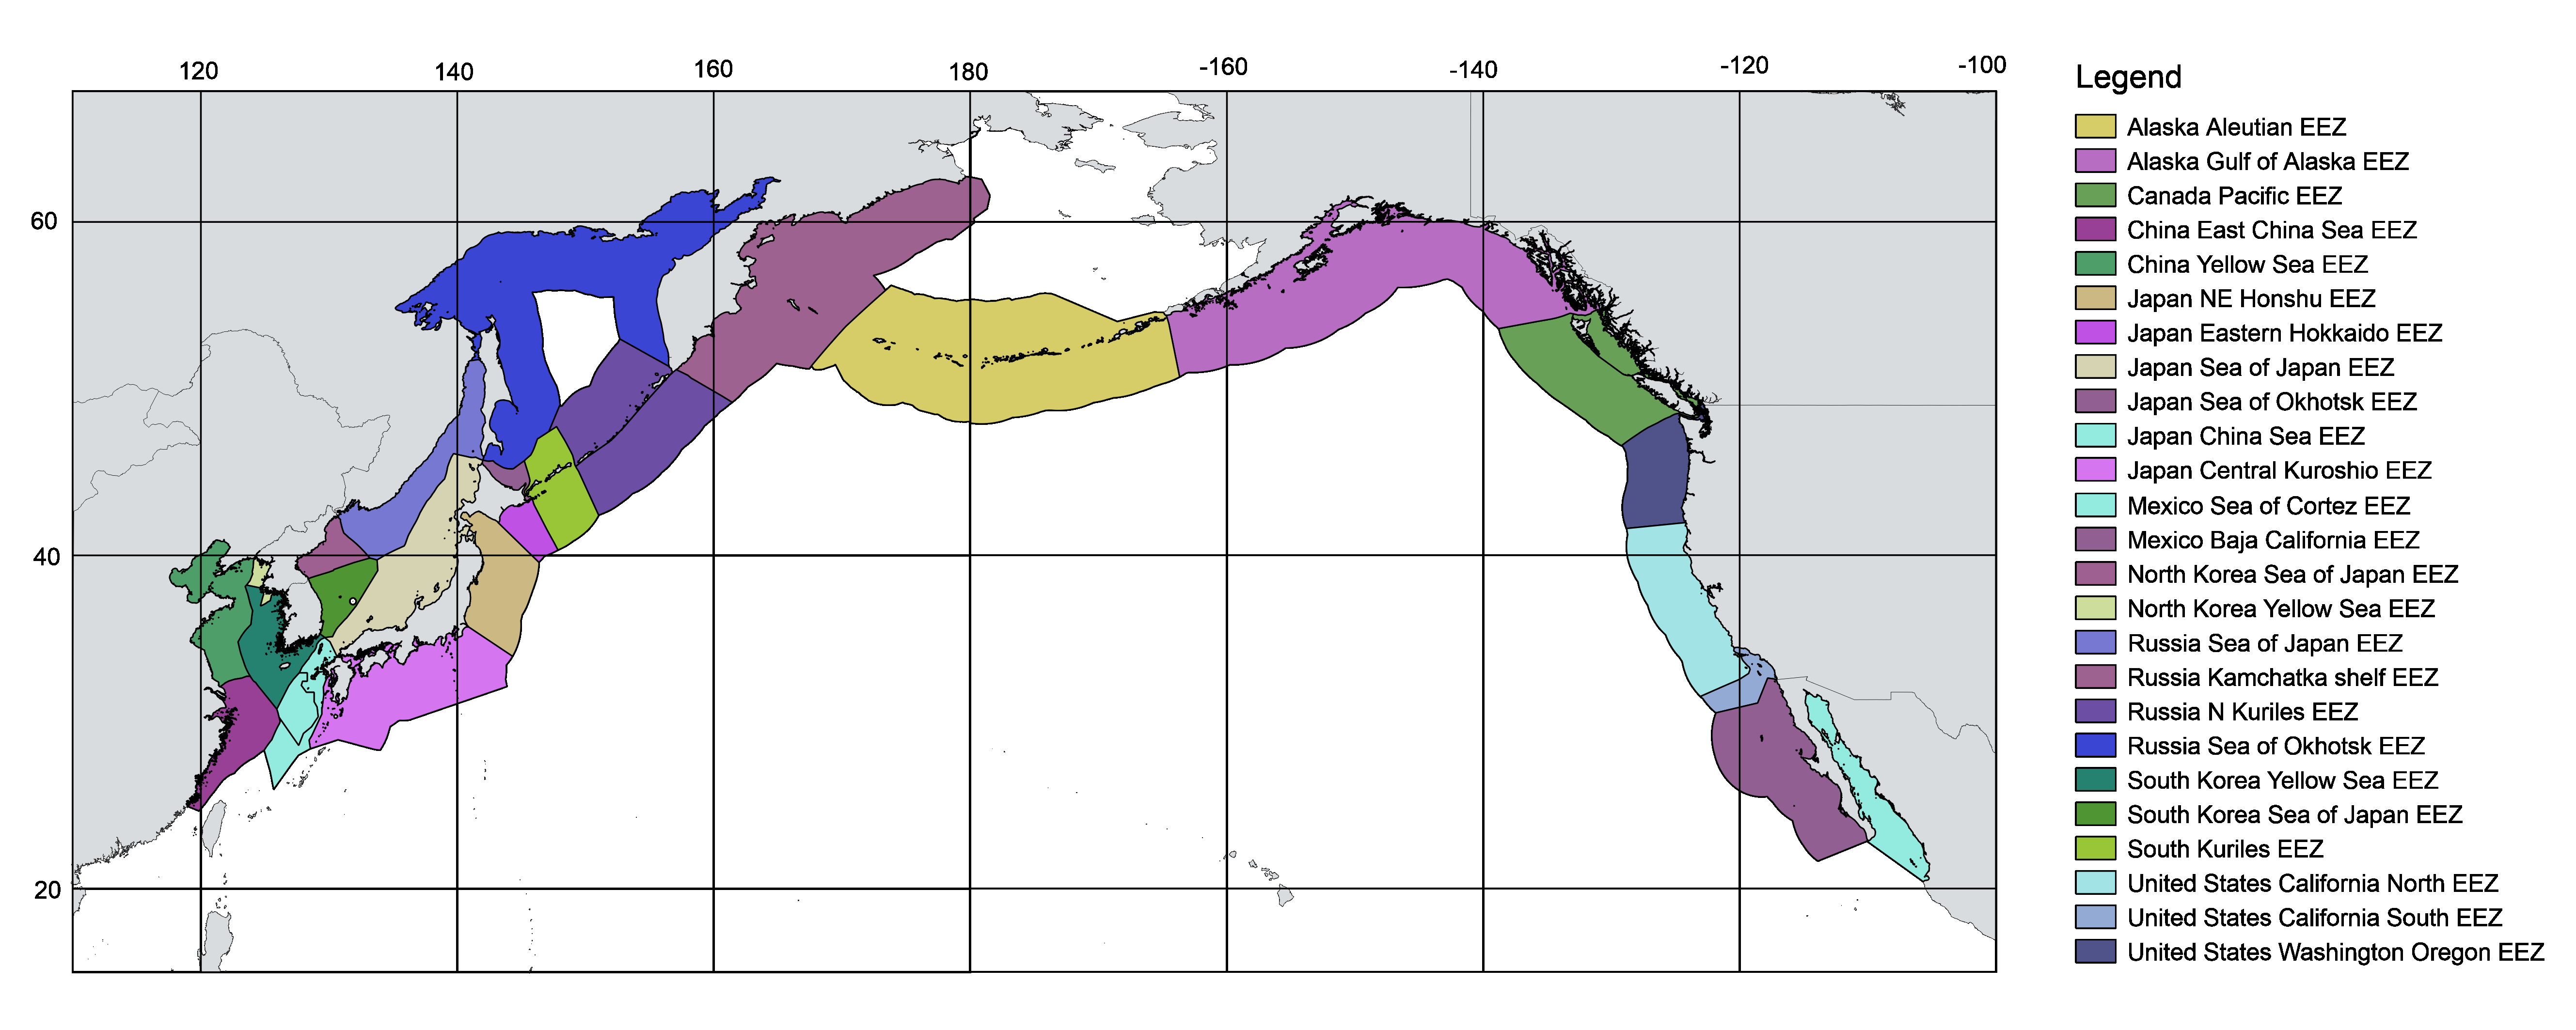 120 140 160 180 -160 -140 -120 -100
60
40
20
Legend
Alaska Aleutian EEZ
Alaska Gulf of Alaska EEZ
Canada Pacific EEZ
China East China Sea EEZ
China Yellow Sea EEZ
Japan NE Honshu EEZ
Japan Eastern Hokkaido EEZ
Japan Sea of Japan EEZ
Japan Sea of Okhotsk EEZ
Japan China Sea EEZ
Japan Central Kuroshio EEZ
Mexico Sea of Cortez EEZ
Mexico Baja California EEZ
North Korea Sea of Japan EEZ
North Korea Yellow Sea EEZ
Russia Sea of Japan EEZ
Russia Kamchatka shelf EEZ
Russia N Kuriles EEZ
Russia Sea of Okhotsk EEZ
South Korea Yellow Sea EEZ
South Korea Sea of Japan EEZ
South Kuriles EEZ
United States California North EEZ
United States California South EEZ
United States Washington Oregon EEZ